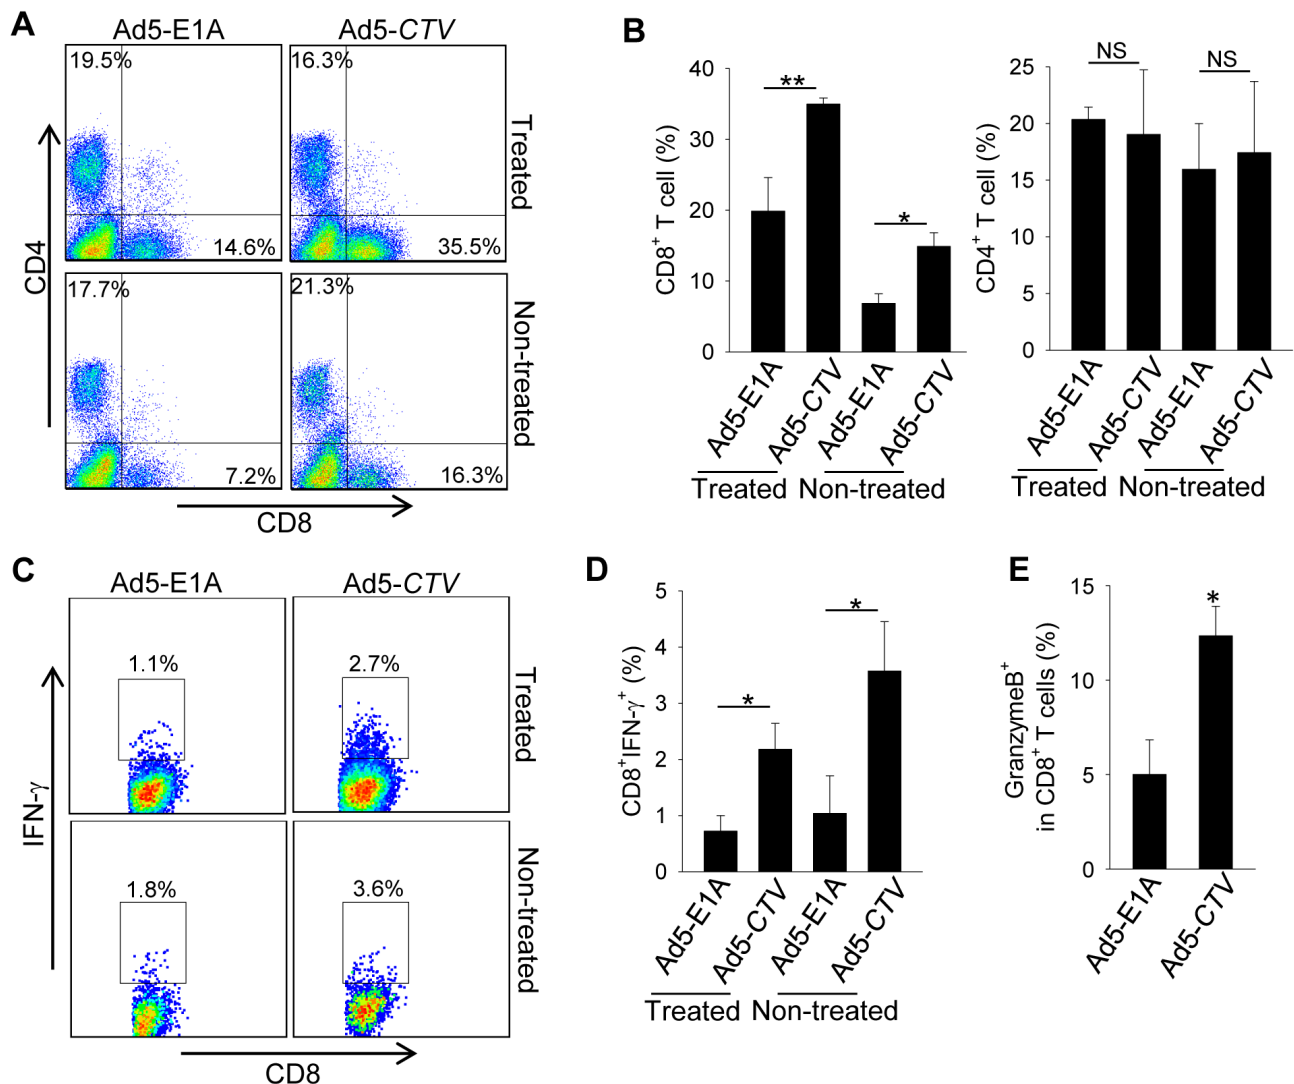 A
Ad5-E1A
Ad5-CTV
19.5%
16.3%
Treated
14.6%
35.5%
17.7%
21.3%
Non-treated
7.2%
16.3%
CD4
CD8
B
40
30
20
10
0
CD8+ T cell (%)
**
*
Ad5-E1A
Ad5-CTV
Ad5-E1A
Ad5-CTV
Treated
Non-treated
25
20
15
10
5
0
CD4+ T cell (%)
NS
NS
Ad5-E1A
Ad5-CTV
Ad5-E1A
Ad5-CTV
Treated
Non-treated
C
Ad5-E1A
Ad5-CTV
1.1%
2.7%
Treated
1.8%
3.6%
Non-treated
IFN-γ
CD8
D
5
4
3
2
1
0
CD8+IFN-γ+ (%)
*
*
Ad5-E1A
Ad5-CTV
Ad5-E1A
Ad5-CTV
Treated
Non-treated
E
15
10
5
0
GranzymeB+
in CD8+ T cells (%)
*
Ad5-E1A
Ad5-CTV